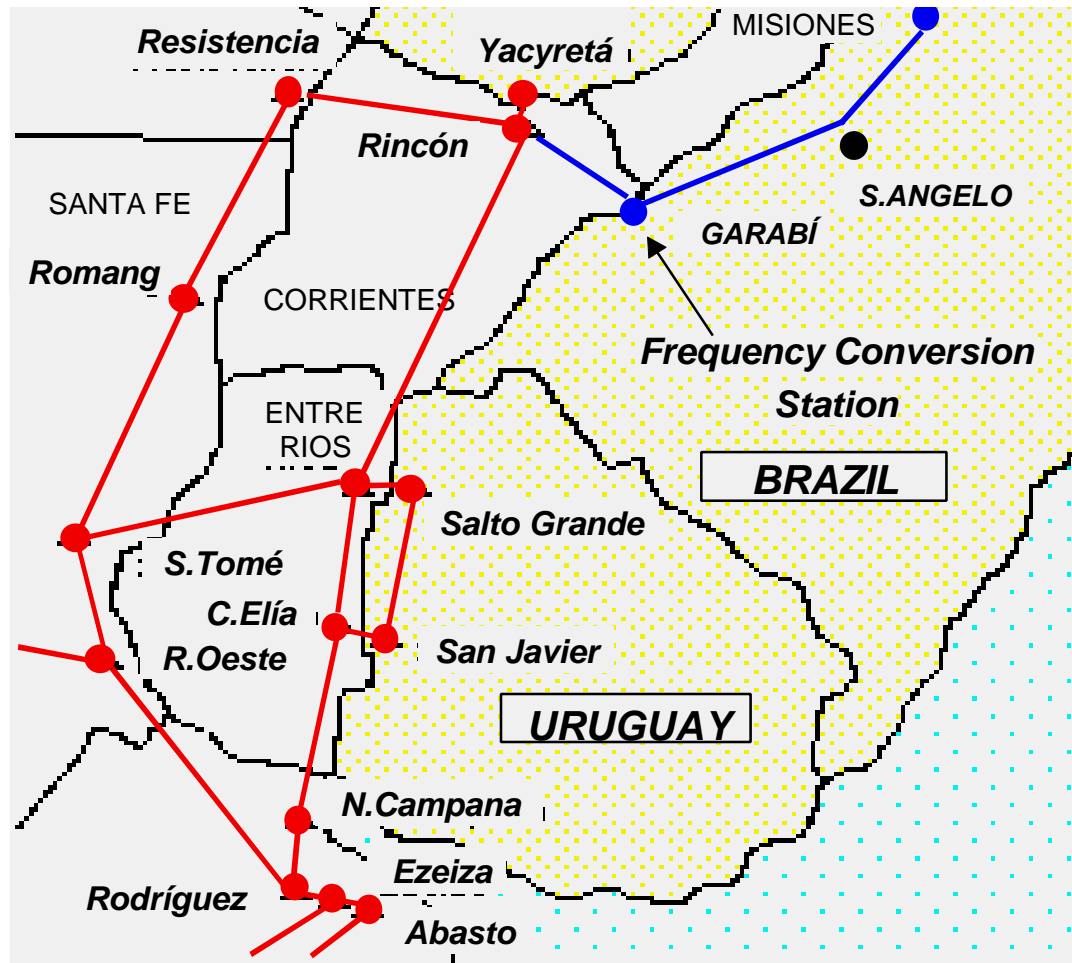 MISIONES
Resistencia
Yacyretá
Rincón
S.ANGELO
SANTA FE
GARABÍ
Romang
CORRIENTES
Frequency Conversion
Station
ENTRE
RIOS
BRAZIL
Salto Grande
S.Tomé
C.Elía
R.Oeste
San Javier
URUGUAY
N.Campana
Ezeiza
Rodríguez
Abasto